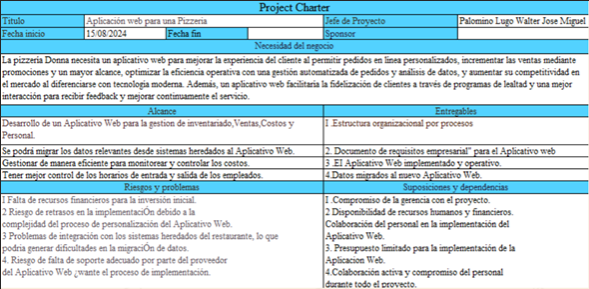 Project Charter
Titulo Aplicación web para una Pizzeria Jefe de Proyecto Palomino Lugo Walter Jose Miguel
Fecha inicio 15/08/2024 Fecha fin Sponsor
Necesidad del negocio
La pizzería Donna necesita un aplicativo web para mejorar la experiencia del cliente al permitir pedidos en línea personalizados, incrementar las ventas mediante
promociones y un mayor alcance, optimizar la eficiencia operativa con una gestión automatizada de pedidos y análisis de datos, y aumentar su competitividad en
el mercado al diferenciarse con tecnología moderna. Además, un aplicativo web facilitaría la fidelización de clientes a través de programas de lealtad y una mejor
interacción para recibir feedback y mejorar continuamente el servicio.
Alcance
Desarrollo de un Aplicativo Web para la gestion de inventariado,Ventas,Costos y
Personal.
Se podrá migrar los datos relevantes desde sistemas heredados al Aplicativo Web.
Gestionar de manera eficiente para monitorear y controlar los costos.
Tener mejor control de los horarios de entrada y salida de los empleados.
Entregables
1 .Estructura organizacional por procesos
2. Documento de requisitos empresarial" para el Aplicativo web
3 .El Aplicativo Web implementado y operativo.
4.Datos migrados al nuevo Aplicativo Web.
Riesgos y problemas
1 Falta de recursos financieros para la inversión inicial.
2 Riesgo de retrasos en la implementaciÓn debido a la
complejidad del proceso de personalización del Aplicativo Web.
3 Problemas de integración con los sistemas heredados del restaurante, lo que
podria generar dificultades en la migraciÓn de datos.
4. Riesgo de falta de soporte adecuado por parte del proveedor
del Aplicativo Web ¿wante el proceso de implementación.
Suposiciones y dependencias
1 .Compromiso de la gerencia con el proyecto.
2 Disponibilidad de recursos humanos y financieros.
Colaboración del personal en la implementación del
Aplicativo Web.
3. Presupuesto limitado para la implementación de la
Aplicacion Web.
4.Colaboración activa y compromiso del personal
durante todo el proyecto.